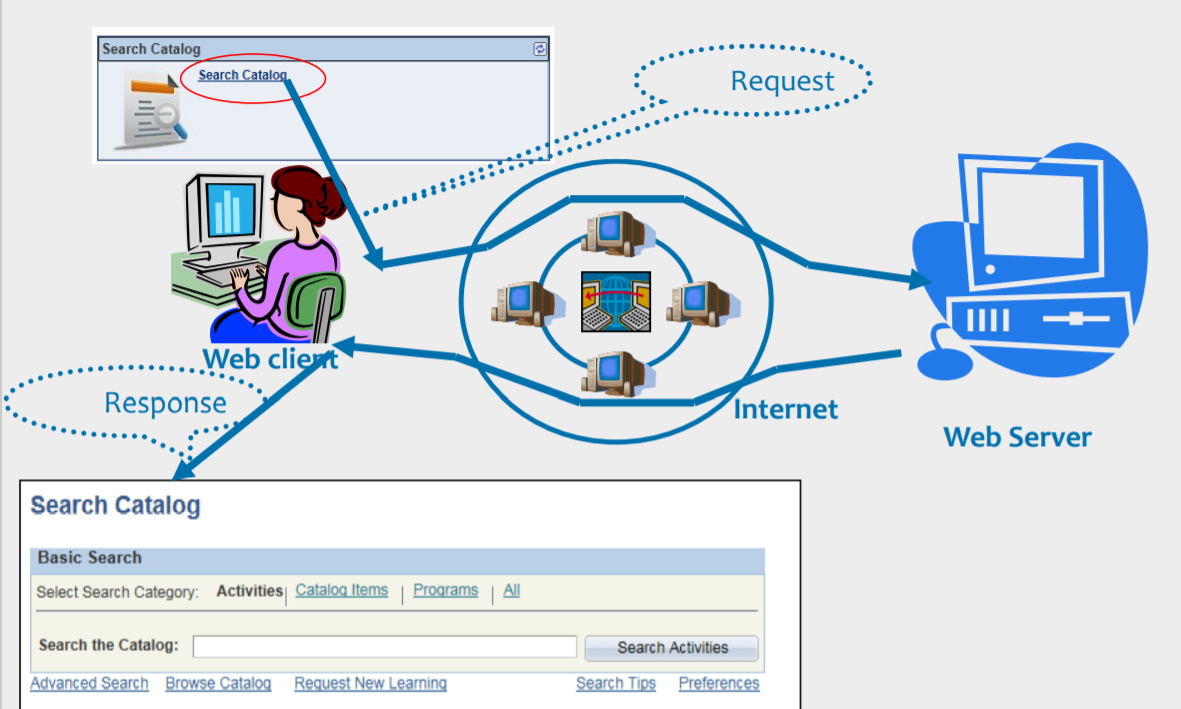 Search Catalog
Search Catalog
Request
Web client
Response
Internet
Web Server
Search Catalog
Basic Search
Select Search Category: Activities | Catalog Items | Programs | All
Search the Catalog: Search Activities
Advanced Search Browse Catalog Request New Learning Search Tips Preferences